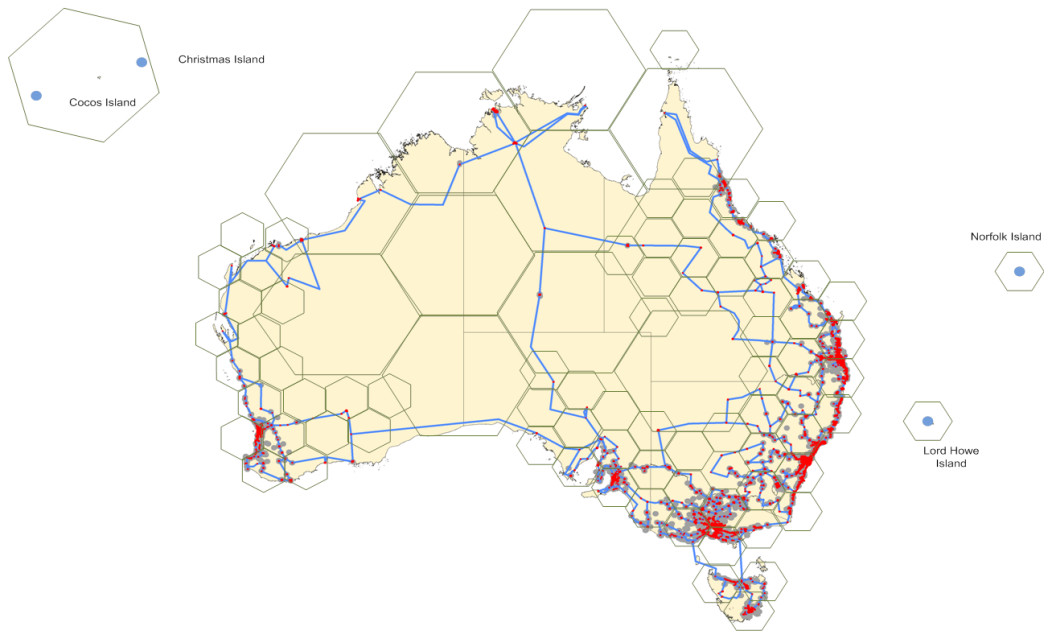 Christmas Island
Cocos Island
Norfolk Island
Lord Howe
Island